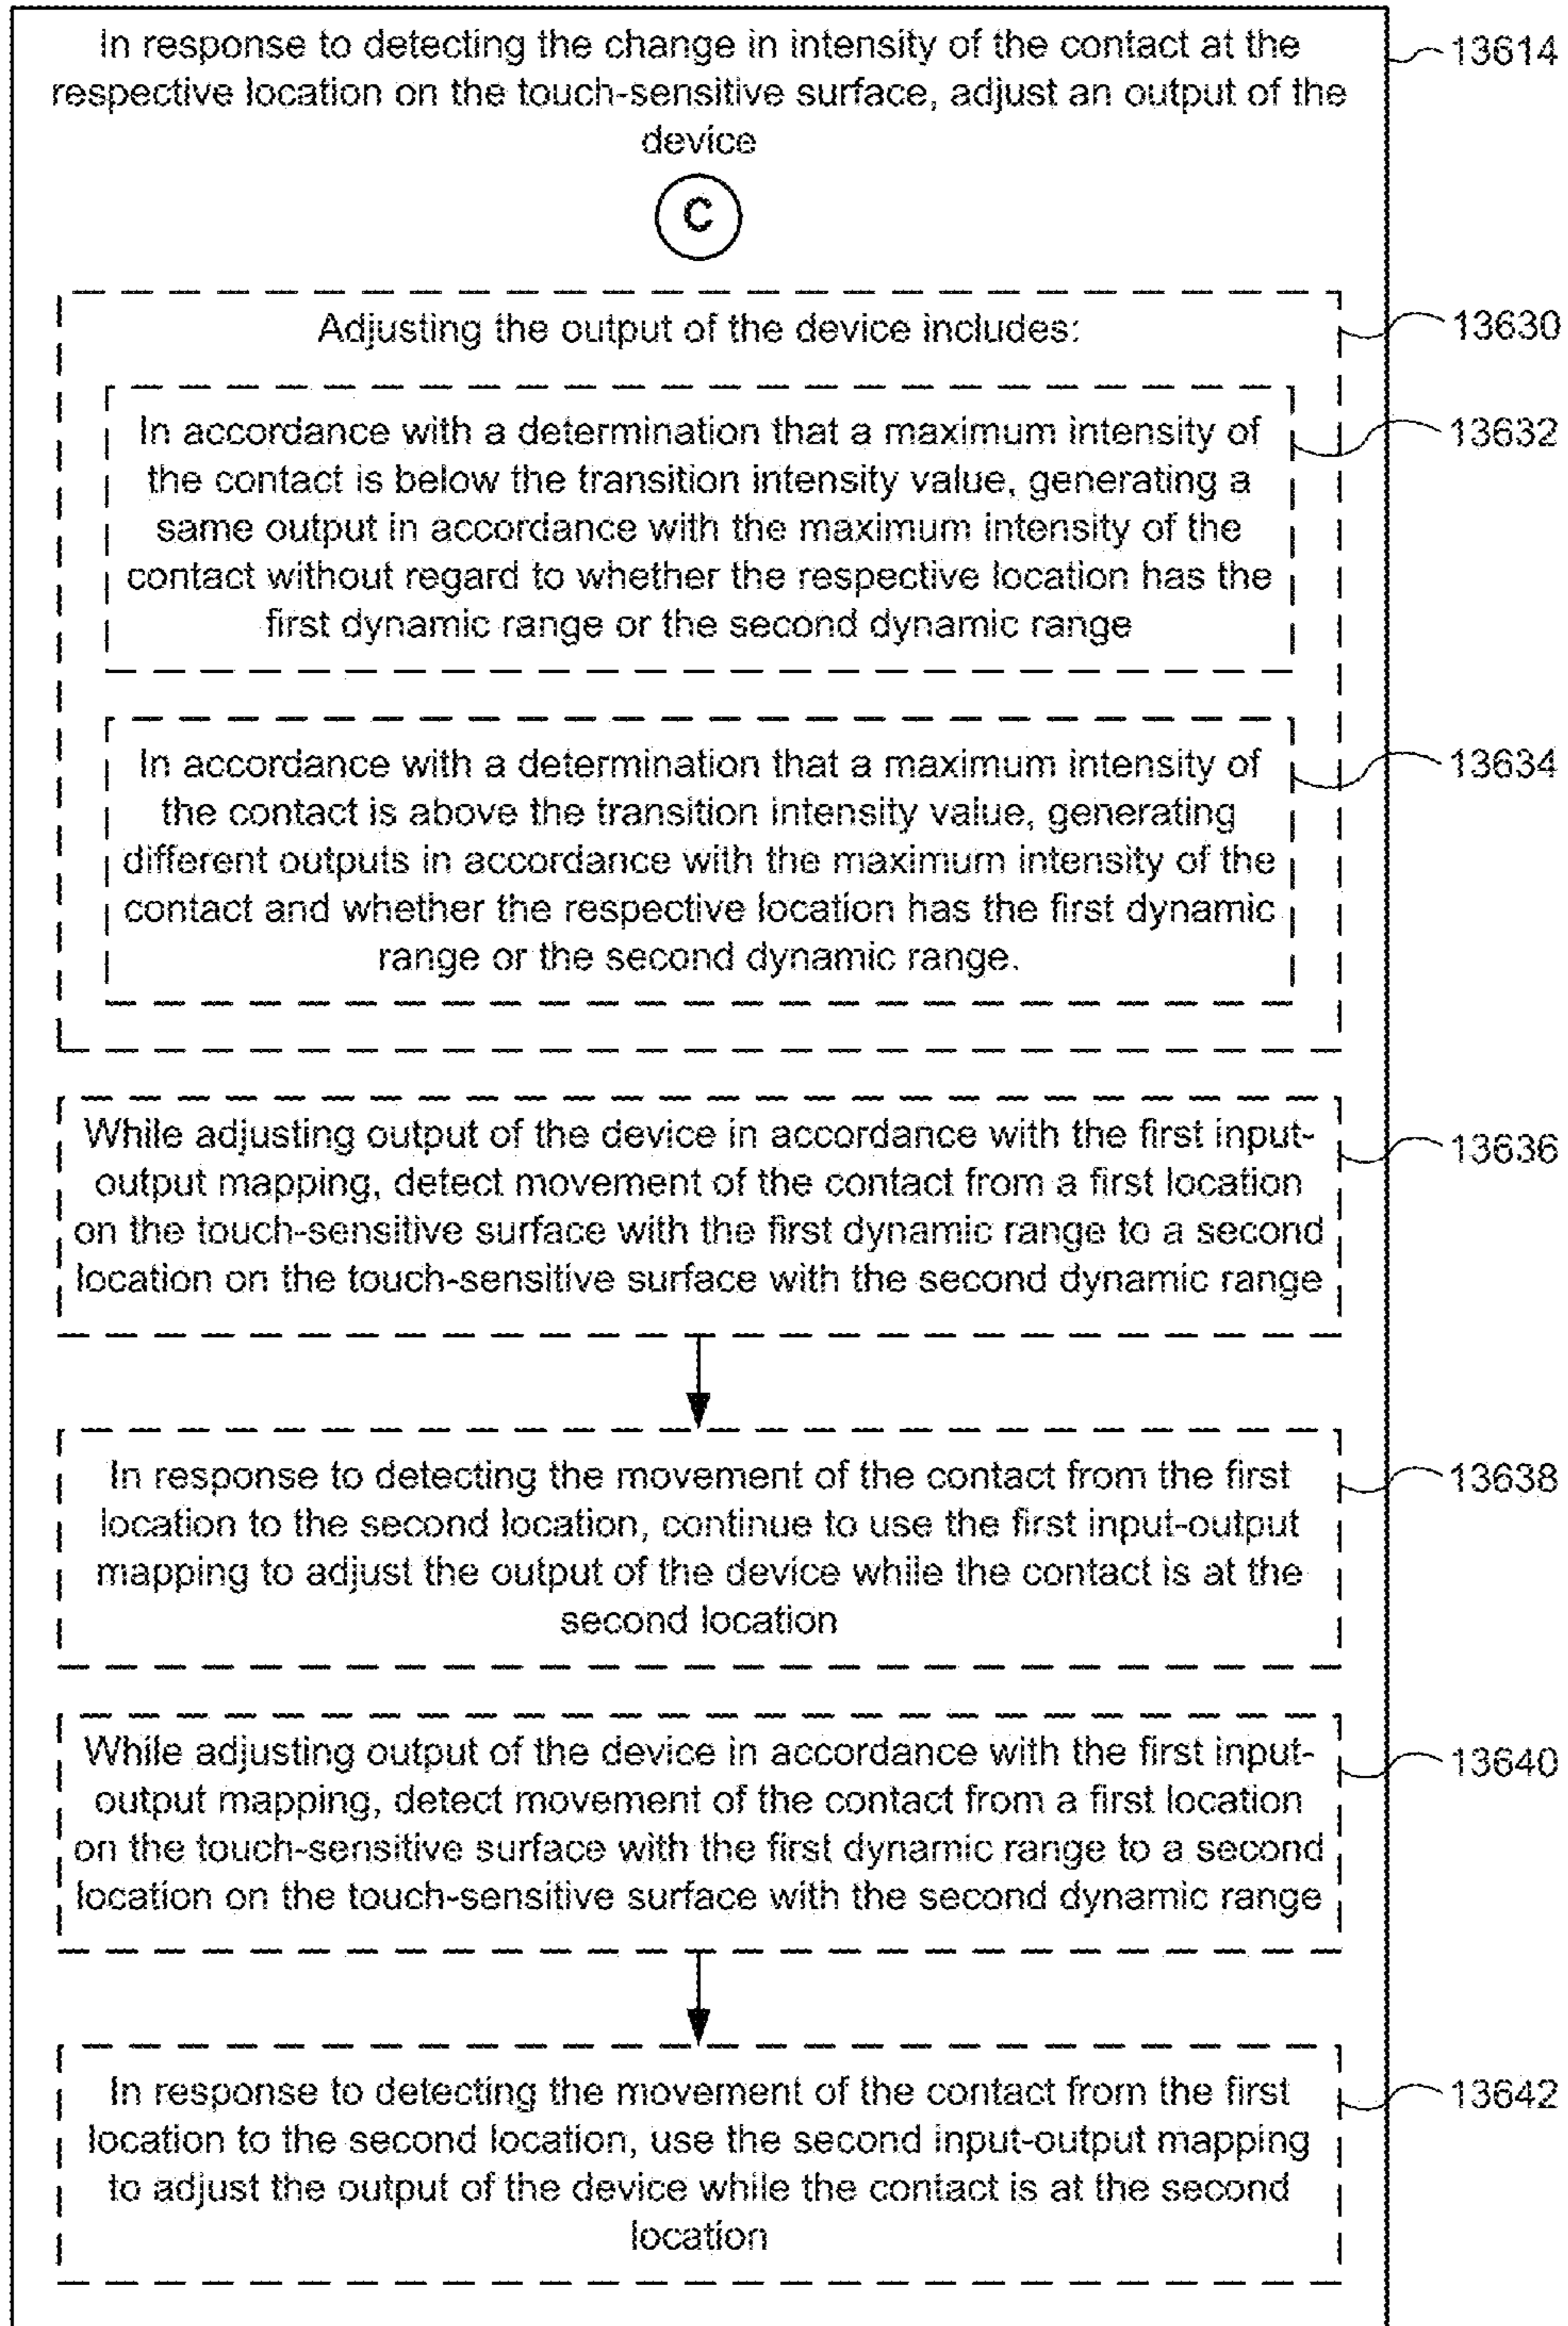 In response to detecting the change in intensity of the contact at the
respective location on the touch-sensitive surface, adjust an output of the
device
13614
C
Adjusting the output of the device includes:
13630
In accordance with a determination that a maximum intensity of
the contact is below the transition intensity value, generating a
same output in accordance with the maximum intensity of the
contact without regard to whether the respective location has the
first dynamic range or the second dynamic range
13632
In accordance with a determination that a maximum intensity of
the contact is above the transition intensity value, generating
different outputs in accordance with the maximum intensity of the
contact and whether the respective location has the first dynamic
range or the second dynamic range.
13634
While adjusting output of the device in accordance with the first input-
output mapping, detect movement of the contact from a first location
on the touch-sensitive surface with the first dynamic range to a second
location on the touch-sensitive surface with the second dynamic range
13636
In response to detecting the movement of the contact from the first
location to the second location, continue to use the first input-output
mapping to adjust the output of the device while the contact is at the
second location
13638
While adjusting output of the device in accordance with the first input-
output mapping, detect movement of the contact from a first location
on the touch-sensitive surface with the first dynamic range to a second
location on the touch-sensitive surface with the second dynamic range
13640
In response to detecting the movement of the contact from the first
location to the second location, use the second input-output mapping
to adjust the output of the device while the contact is at the second
location
13642